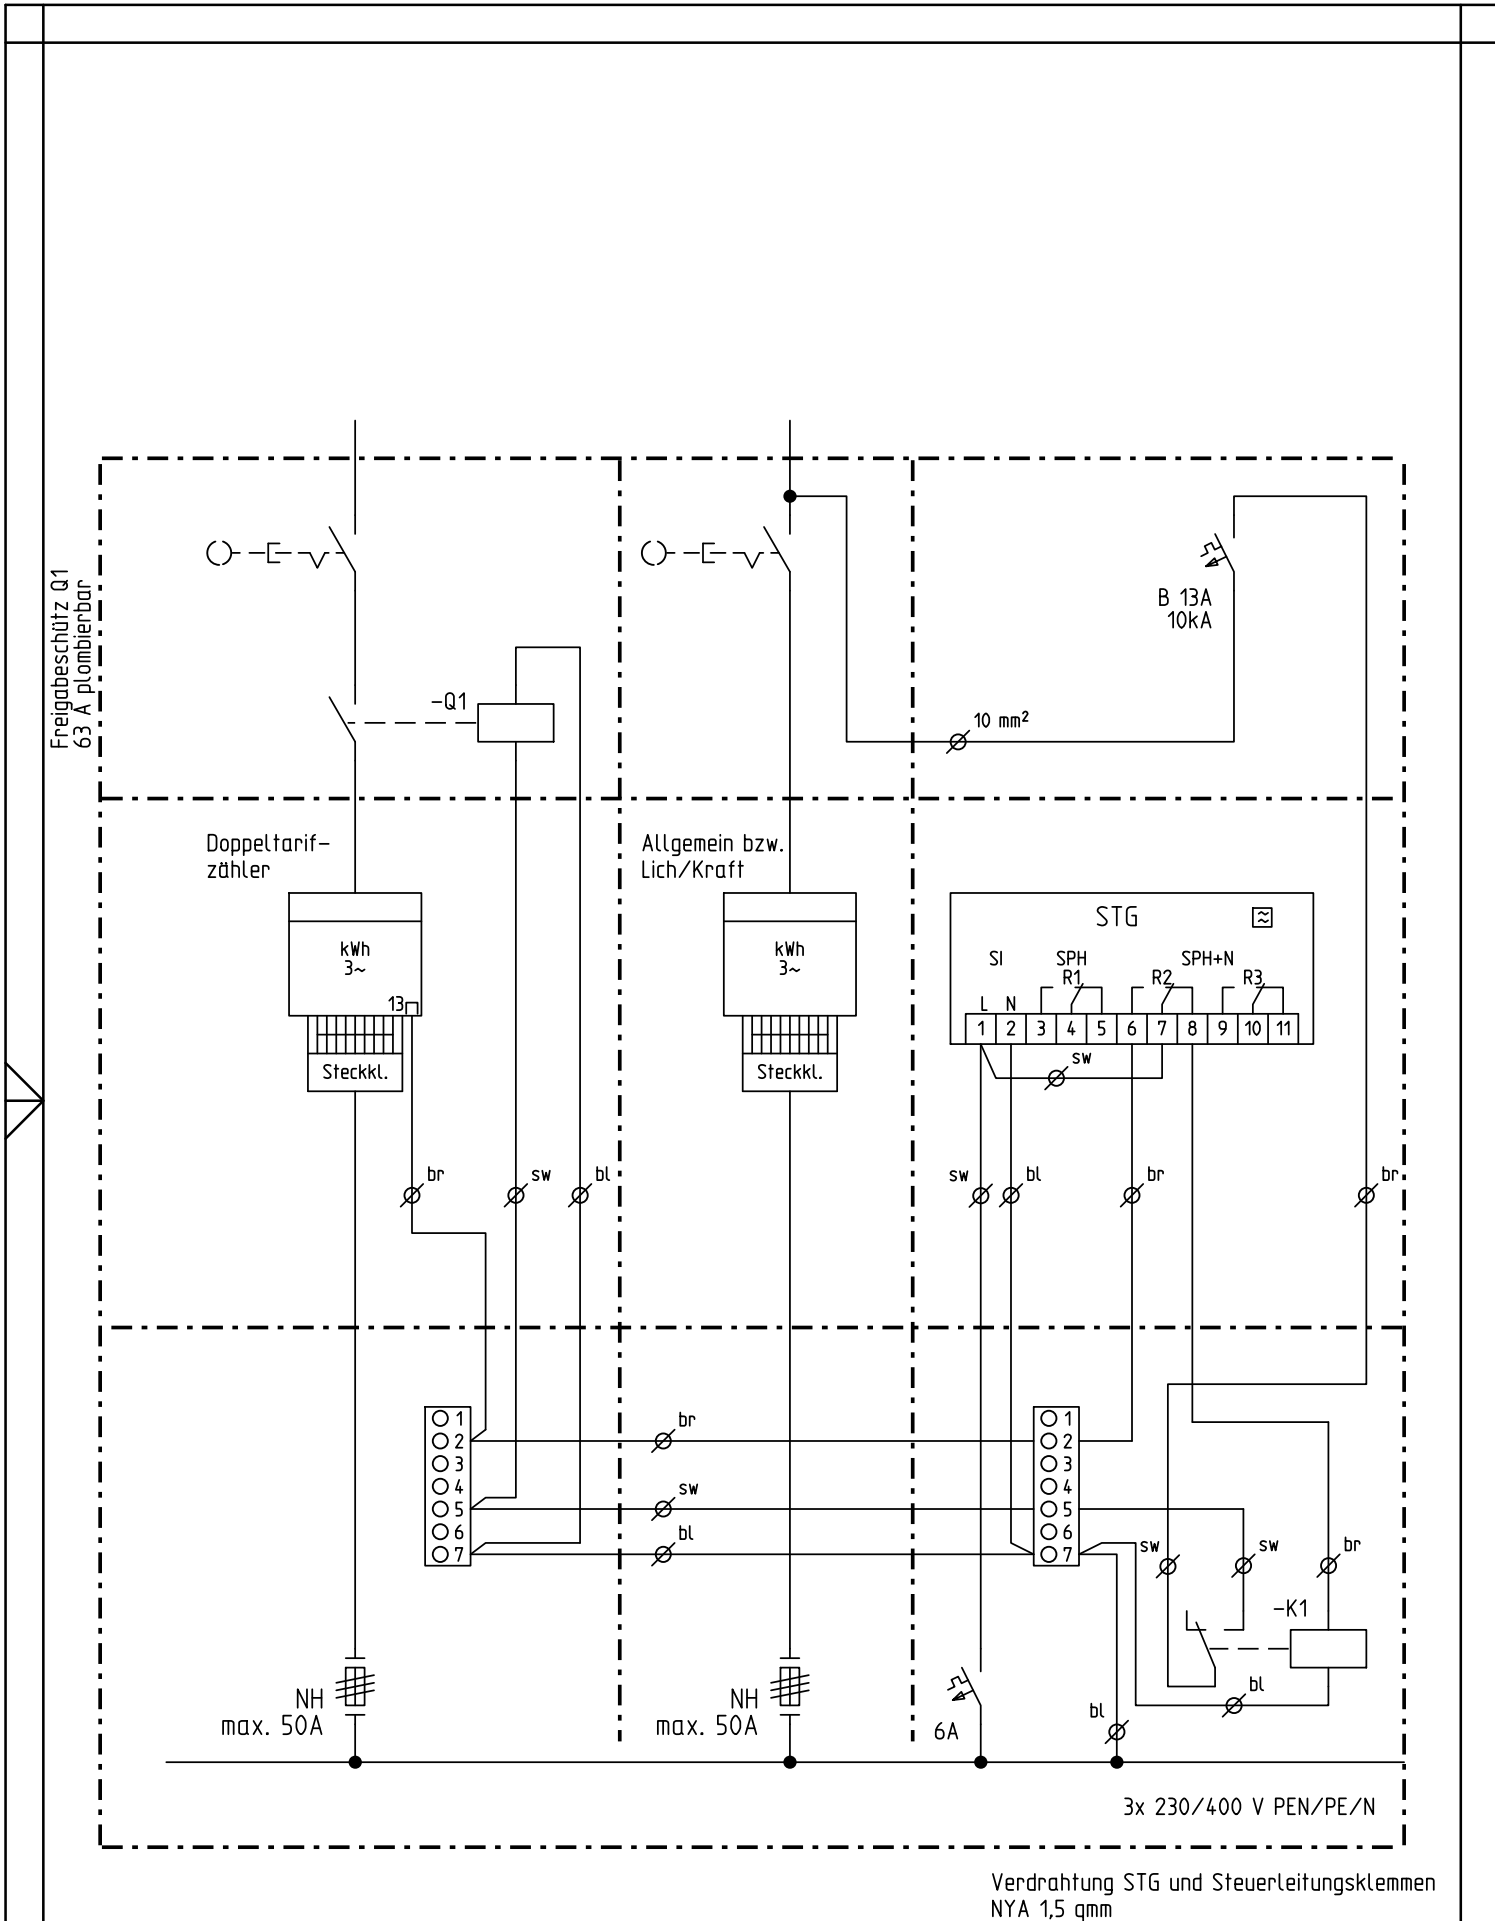 Freigabeschütz Q1
63 A plombierbar
B 13A
10kA
-Q1
10 mm²
Doppeltarif-
zähler
Allgemein bzw.
Lich/Kraft
kWh
3~
13
Steckkl.
kWh
3~
Steckkl.
STG
SI SPH SPH+N
R1 R2 R3
L N
1 2 3 4 5 6 7 8 9 10 11
sw
br sw bl sw bl br br
1
2
3
4
5
6
7
br
sw
bl
1
2
3
4
5
6
7
sw sw br
-K1
bl
bl
NH
max. 50A
NH
max. 50A
6A
3x 230/400 V PEN/PE/N
Verdrahtung STG und Steuerleitungsklemmen
NYA 1,5 qmm